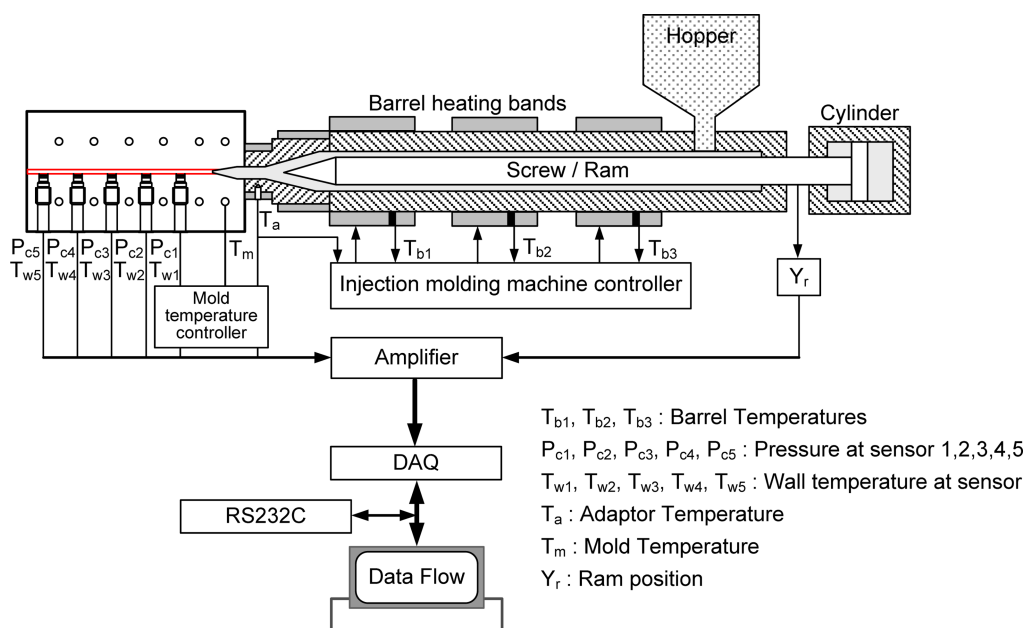 Hopper
Barrel heating bands
Cylinder
Screw / Ram
Ta
Pc5 Pc4 Pc3 Pc2 Pc1
Tw5 Tw4 Tw3 Tw2 Tw1
Tm
Tb1 Tb2 Tb3
Injection molding machine controller
Yr
Mold
temperature
controller
Amplifier
DAQ
RS232C
Data Flow
Tb1, Tb2, Tb3 : Barrel Temperatures
Pc1, Pc2, Pc3, Pc4, Pc5 : Pressure at sensor 1,2,3,4,5
Tw1, Tw2, Tw3, Tw4, Tw5 : Wall temperature at sensor
Ta : Adaptor Temperature
Tm : Mold Temperature
Yr : Ram position